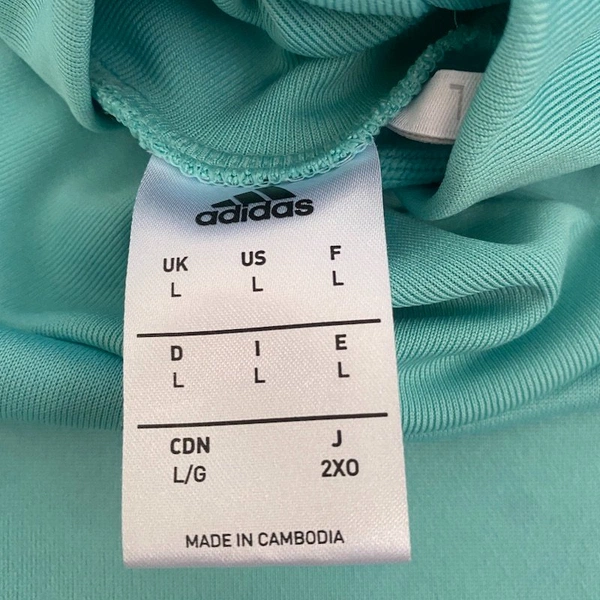 adidas
UK US F
L L L
D I E
L L L
CDN J
L/G 2XO
MADE IN CAMBODIA